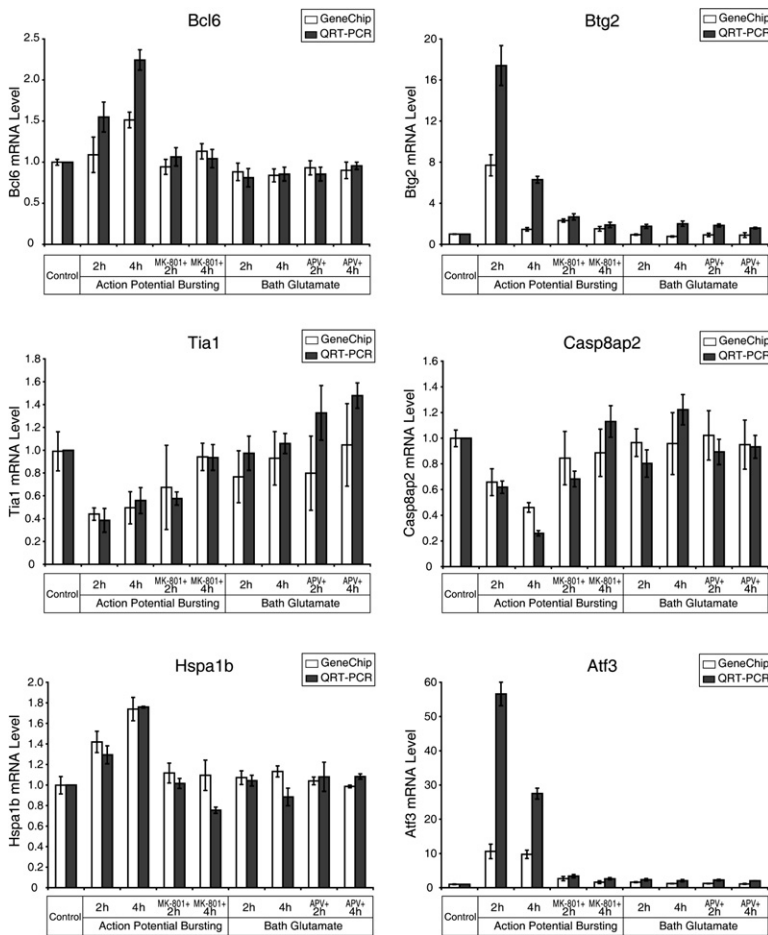 Bcl6
GeneChip
QRT-PCR
Bcl6 mRNA Level
2.5
2.0
1.5
1.0
0.5
0
Control
2h
4h
MK-801+
2h
MK-801+
4h
2h
4h
APV+
2h
APV+
4h
Action Potential Bursting
Bath Glutamate
Btg2
GeneChip
QRT-PCR
Btg2 mRNA Level
20
16
12
8
4
0
Control
2h
4h
MK-801+
2h
MK-801+
4h
2h
4h
APV+
2h
APV+
4h
Action Potential Bursting
Bath Glutamate
Tia1
GeneChip
QRT-PCR
Tia1 mRNA Level
1.8
1.6
1.4
1.2
1.0
0.8
0.6
0.4
0.2
0
Control
2h
4h
MK-801+
2h
MK-801+
4h
2h
4h
APV+
2h
APV+
4h
Action Potential Bursting
Bath Glutamate
Casp8ap2
GeneChip
QRT-PCR
Casp8ap2 mRNA Level
1.6
1.4
1.2
1.0
0.8
0.6
0.4
0.2
0
Control
2h
4h
MK-801+
2h
MK-801+
4h
2h
4h
APV+
2h
APV+
4h
Action Potential Bursting
Bath Glutamate
Hspa1b
GeneChip
QRT-PCR
Hspa1b mRNA Level
2.0
1.8
1.6
1.4
1.2
1.0
0.8
0.6
0.4
0.2
0
Control
2h
4h
MK-801+
2h
MK-801+
4h
2h
4h
APV+
2h
APV+
4h
Action Potential Bursting
Bath Glutamate
Atf3
GeneChip
QRT-PCR
Atf3 mRNA Level
60
50
40
30
20
10
0
Control
2h
4h
MK-801+
2h
MK-801+
4h
2h
4h
APV+
2h
APV+
4h
Action Potential Bursting
Bath Glutamate